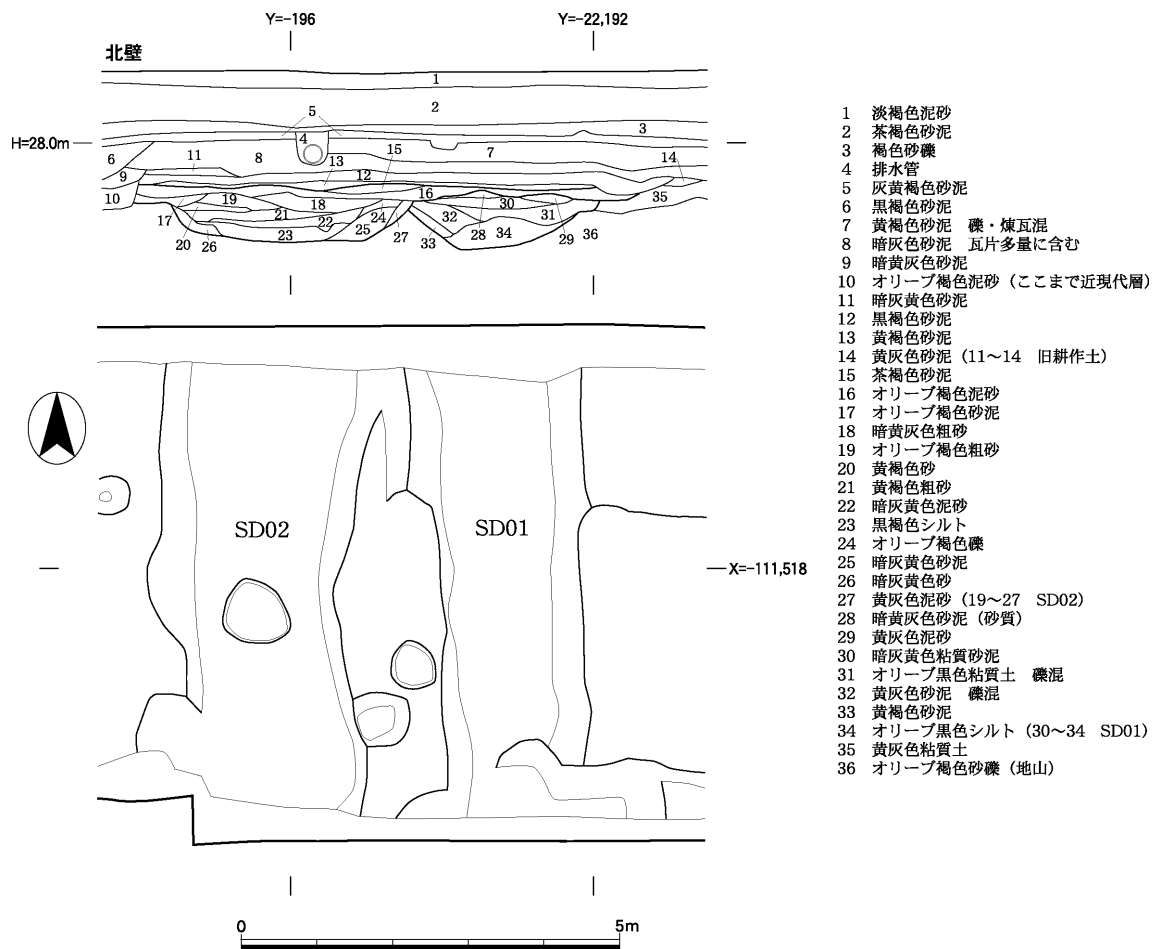 Y=-196
Y=-22,192
北壁
H=28.0m
1
2
5
4
3
6
11
8
13
15
7
14
9
12
10
19
18
16
30
35
17
21
22
24
32
31
20
26
23
25
27
33
28
34
29
36
SD02
SD01
X=-111,518
0
5m
1 淡褐色泥砂
2 茶褐色砂泥
3 褐色砂礫
4 排水管
5 灰黄褐色砂泥
6 黒褐色砂泥
7 黄褐色砂泥 礫・煉瓦混
8 暗灰色砂泥 瓦片多量に含む
9 暗黄灰色砂泥
10 オリーブ褐色泥砂（ここまで近現代層）
11 暗灰黄色砂泥
12 黒褐色砂泥
13 黄褐色砂泥
14 黄灰色砂泥（11～14 旧耕作土）
15 茶褐色砂泥
16 オリーブ褐色泥砂
17 オリーブ褐色砂泥
18 暗黄灰色粗砂
19 オリーブ褐色粗砂
20 黄褐色砂
21 黄褐色粗砂
22 暗灰黄色泥砂
23 黒褐色シルト
24 オリーブ褐色礫
25 暗灰黄色砂泥
26 暗灰黄色砂
27 黄灰色泥砂（19～27 SD02）
28 暗黄灰色砂泥（砂質）
29 黄灰色泥砂
30 暗灰黄色粘質砂泥
31 オリーブ黒色粘質土 礫混
32 黄灰色砂泥 礫混
33 黄褐色砂泥
34 オリーブ黒色シルト（30～34 SD01）
35 黄灰色粘質土
36 オリーブ褐色砂礫（地山）